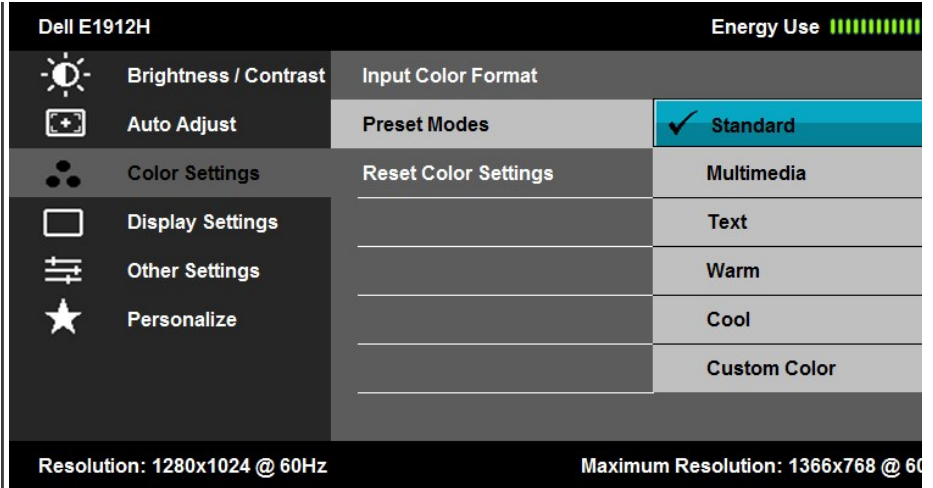 Dell E1912H Energy Use
Brightness / Contrast Input Color Format
Auto Adjust Preset Modes Standard
Color Settings Reset Color Settings Multimedia
Display Settings Text
Other Settings Warm
Personalize Cool
Custom Color
Resolution: 1280x1024 @ 60Hz Maximum Resolution: 1366x768 @ 60